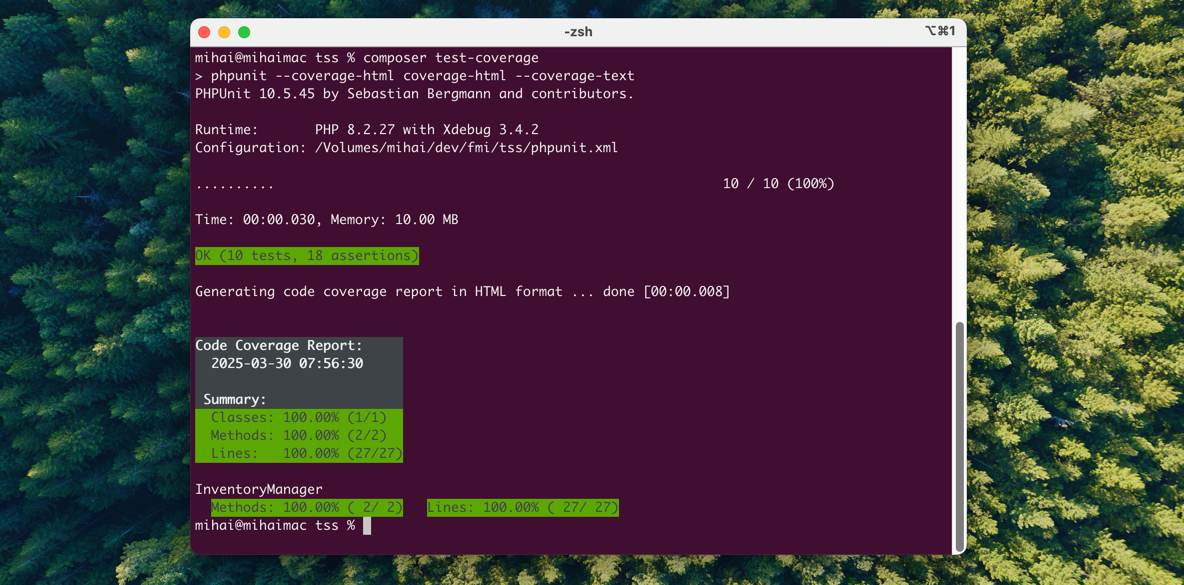 -zsh
⌥⌘1
mihai@mihaimac tss % composer test-coverage
> phpunit --coverage-html coverage-html --coverage-text
PHPUnit 10.5.45 by Sebastian Bergmann and contributors.
Runtime:       PHP 8.2.27 with Xdebug 3.4.2
Configuration: /Volumes/mihai/dev/fmi/tss/phpunit.xml
..........                                                        10 / 10 (100%)
Time: 00:00.030, Memory: 10.00 MB
OK (10 tests, 18 assertions)
Generating code coverage report in HTML format ... done [00:00.008]
Code Coverage Report:
  2025-03-30 07:56:30
 Summary:
  Classes: 100.00% (1/1)
  Methods: 100.00% (2/2)
  Lines:   100.00% (27/27)
InventoryManager
  Methods: 100.00% ( 2/ 2)   Lines: 100.00% ( 27/ 27)
mihai@mihaimac tss %